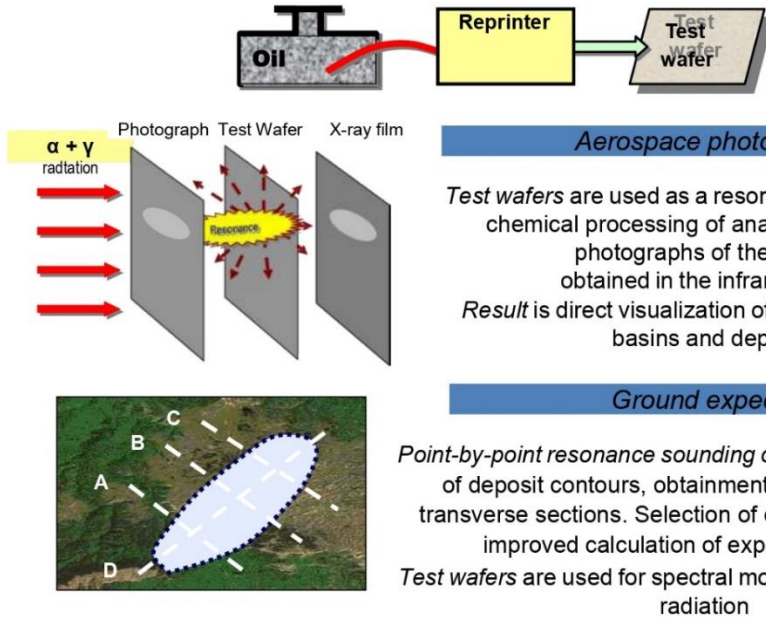 Oil
Reprinter
Test wafer
Test wafer
Photograph
Test Wafer
X-ray film
α + γ
radtation
Resonance
Aerospace photo
Test wafers are used as a resor
chemical processing of ana
photographs of the
obtained in the infrar
Result is direct visualization of
basins and dep
C
B
A
D
Ground exped
Point-by-point resonance sounding o
of deposit contours, obtainment
transverse sections. Selection of
improved calculation of exp
Test wafers are used for spectral mo
radiation